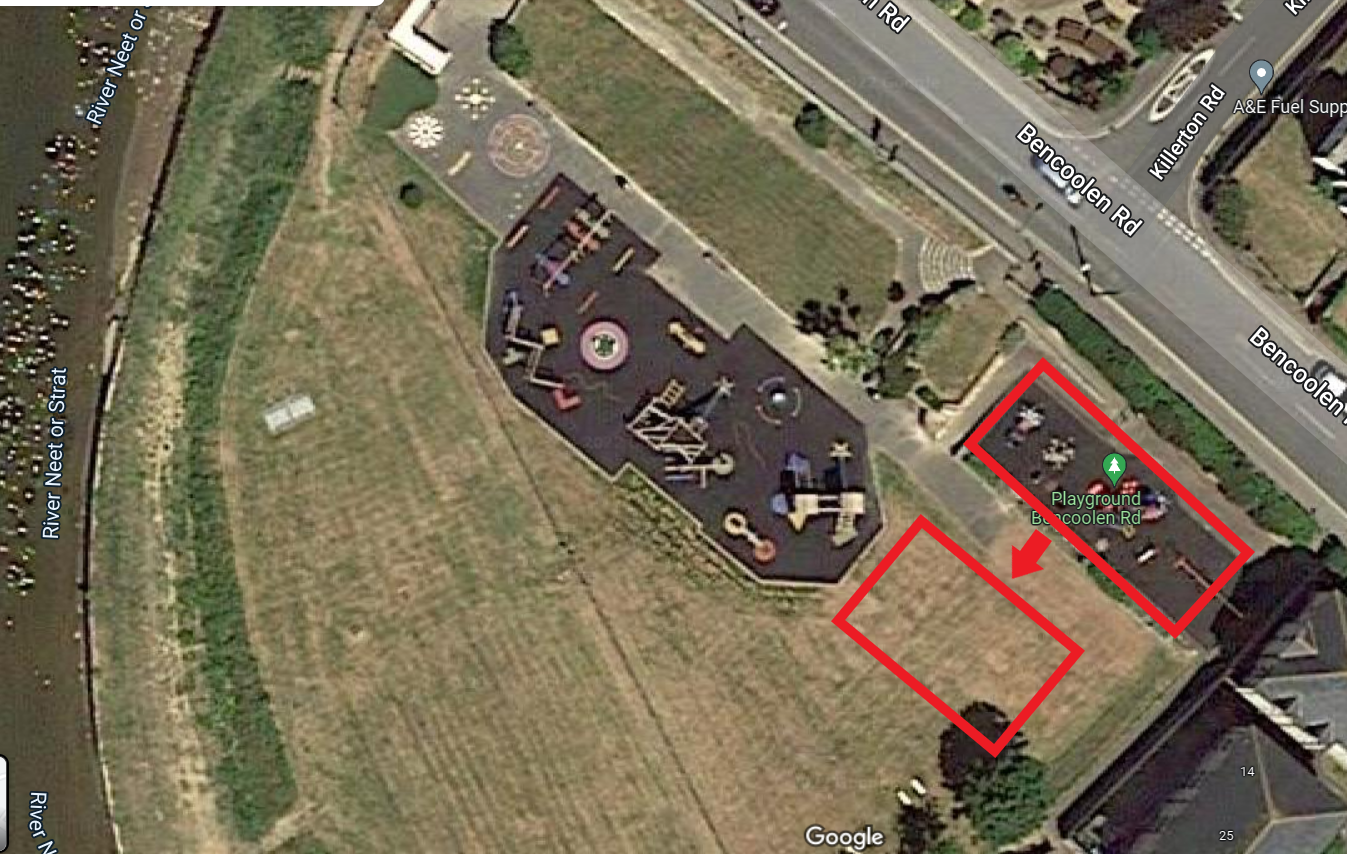 River Neet or
n Rd
A&E Fuel Supp
Killerton Rd
Bencoolen Rd
Bencoolen
River Neet or Strat
Playground
Bencoolen Rd
14
25
River N
Google